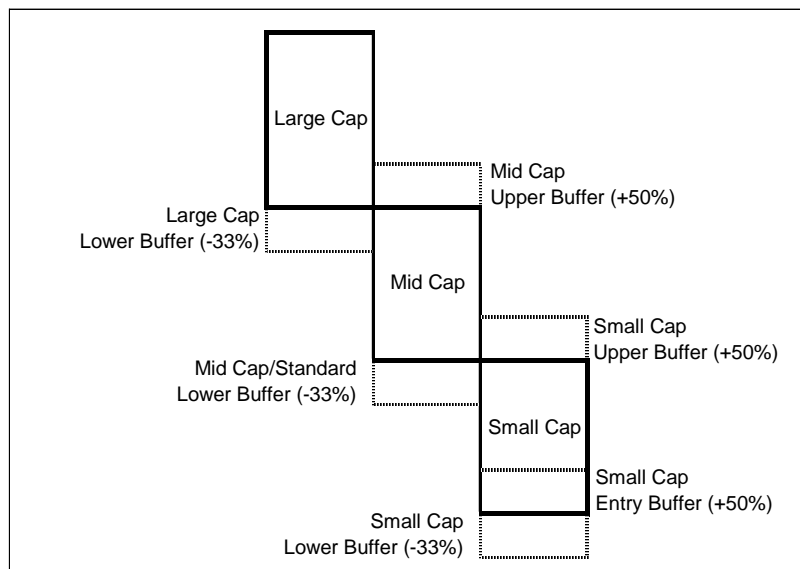 Large Cap
Mid Cap
Upper Buffer (+50%)
Large Cap
Lower Buffer (-33%)
Mid Cap
Small Cap
Upper Buffer (+50%)
Mid Cap/Standard
Lower Buffer (-33%)
Small Cap
Small Cap
Entry Buffer (+50%)
Small Cap
Lower Buffer (-33%)